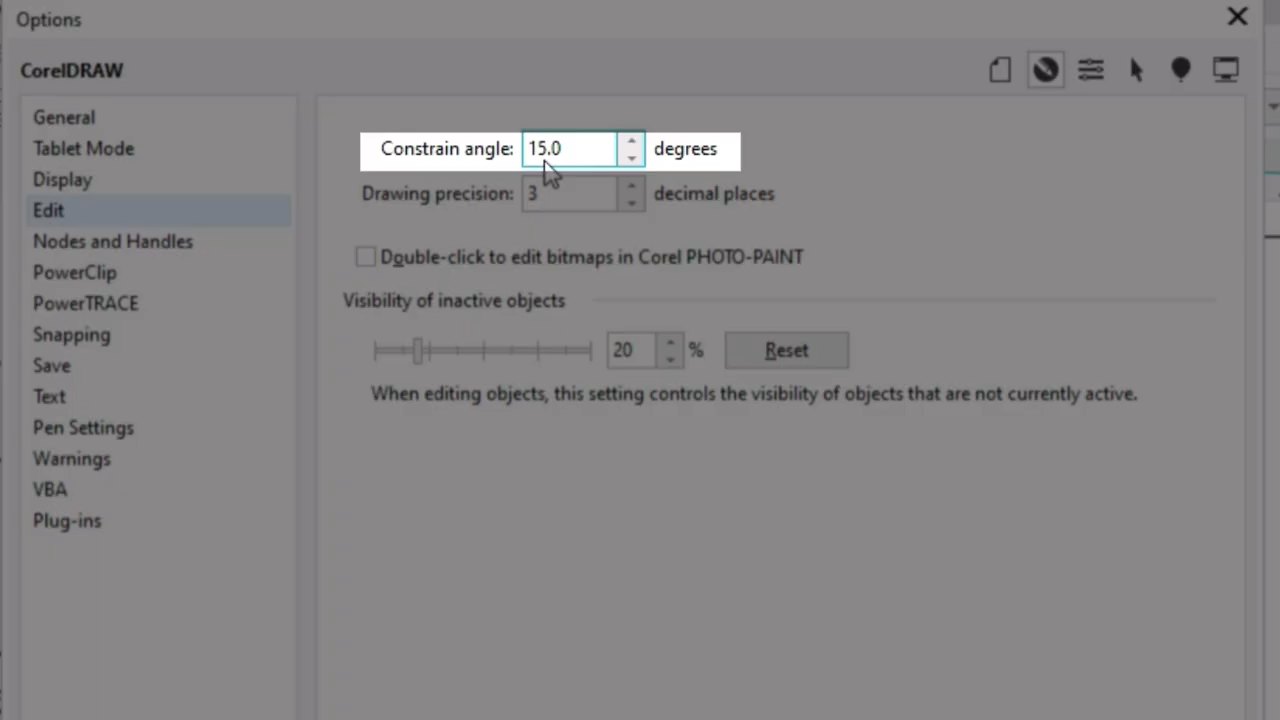 Options
CorelDRAW
General
Tablet Mode
Display
Edit
Nodes and Handles
PowerClip
PowerTRACE
Snapping
Save
Text
Pen Settings
Warnings
VBA
Plug-ins
Constrain angle: 15.0 degrees
Drawing precision: 3 decimal places
Double-click to edit bitmaps in Corel PHOTO-PAINT
Visibility of inactive objects
20 % Reset
When editing objects, this setting controls the visibility of objects that are not currently active.